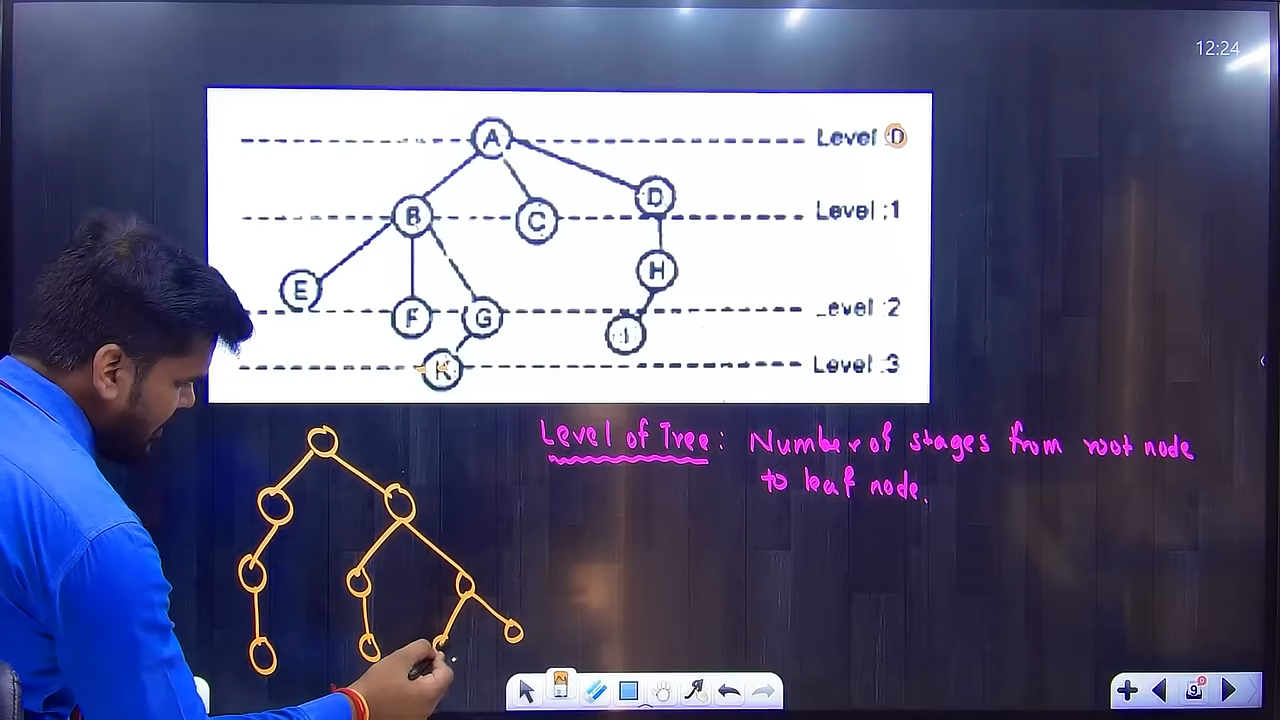 12:24
A
Level 0
B
C
D
Level :1
E
F
G
H
Level :2
I
K
Level :3
Level of Tree: Number of stages from root node
to leaf node.
9